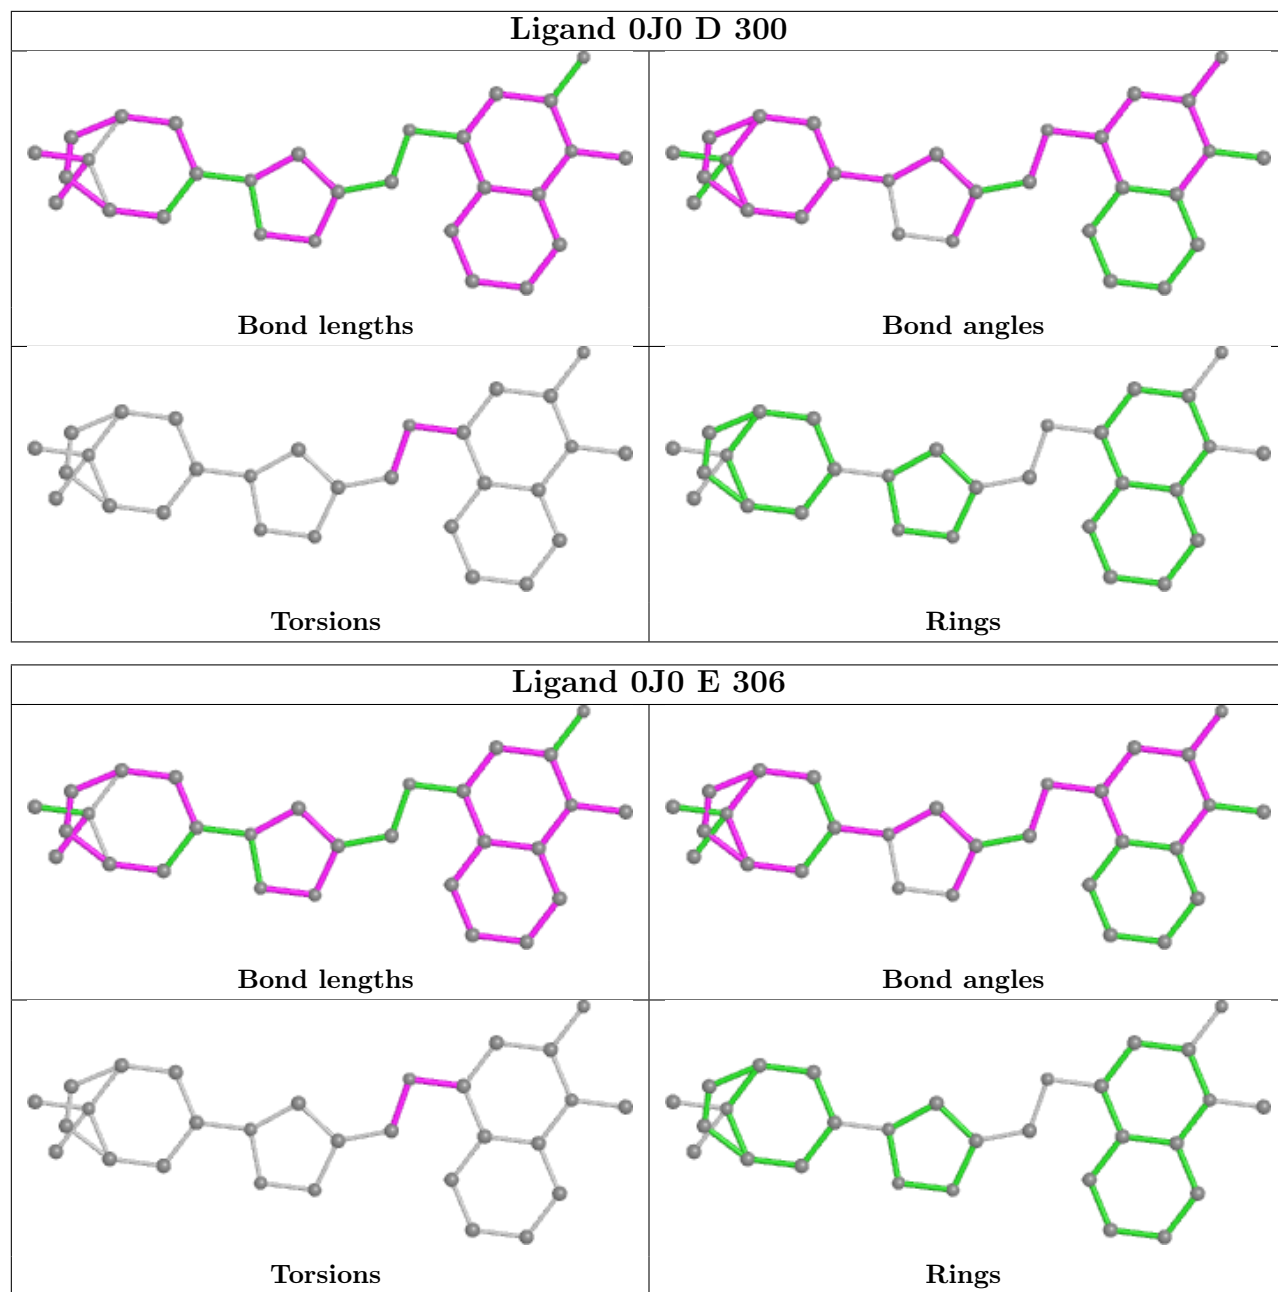 Ligand 0J0 D 300
Bond lengths
Bond angles
Torsions
Rings
Ligand 0J0 E 306
Bond lengths
Bond angles
Torsions
Rings